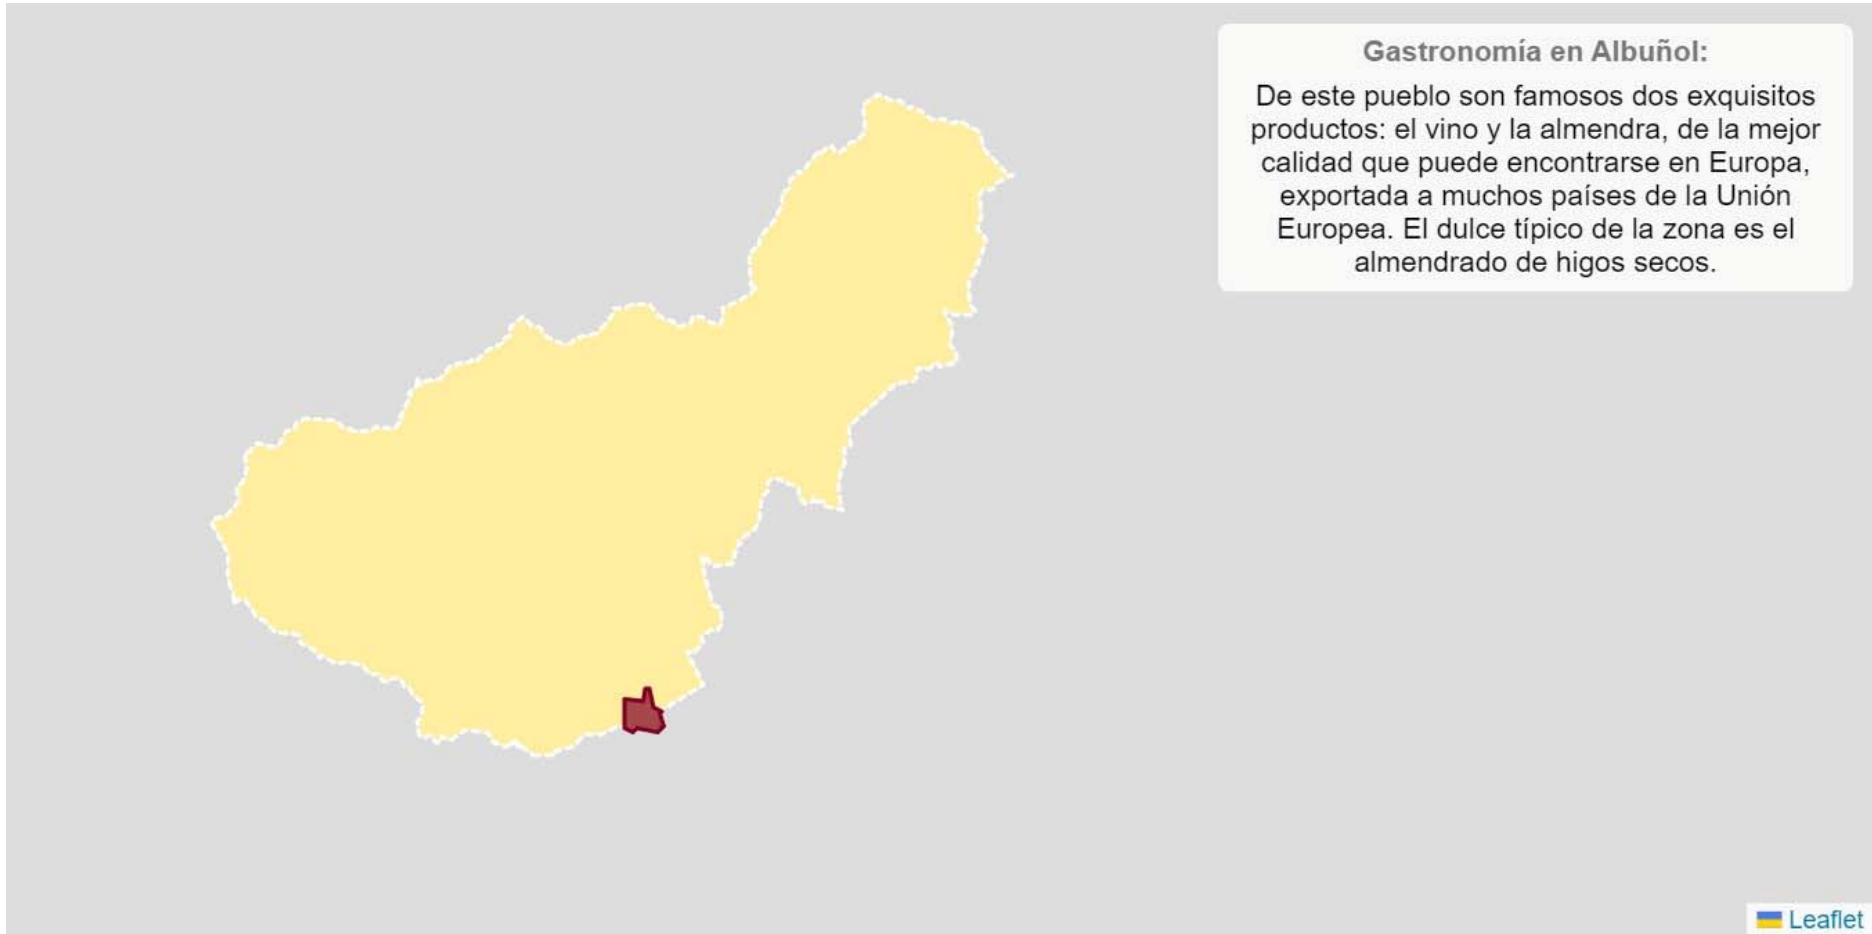 Gastronomía en Albuñol:
De este pueblo son famosos dos exquisitos
productos: el vino y la almendra, de la mejor
calidad que puede encontrarse en Europa,
exportada a muchos países de la Unión
Europea. El dulce típico de la zona es el
almendrado de higos secos.
Leaflet